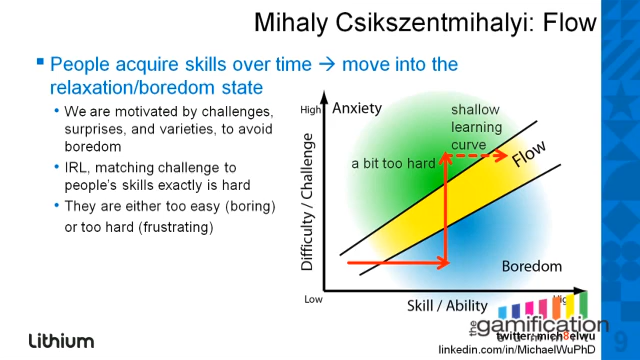 Mihaly Csikszentmihalyi: Flow
People acquire skills over time → move into the
relaxation/boredom state
We are motivated by challenges,
surprises, and varieties, to avoid
boredom
IRL, matching challenge to
people's skills exactly is hard
They are either too easy (boring)
or too hard (frustrating)
High
Anxiety
shallow
learning
curve
a bit too hard
Flow
Difficulty / Challenge
Boredom
Low
Skill / Ability
High
the
gamification
twitter: mich8elwu
linkedin.com/in/MichaelWuPhD
Lithium
9